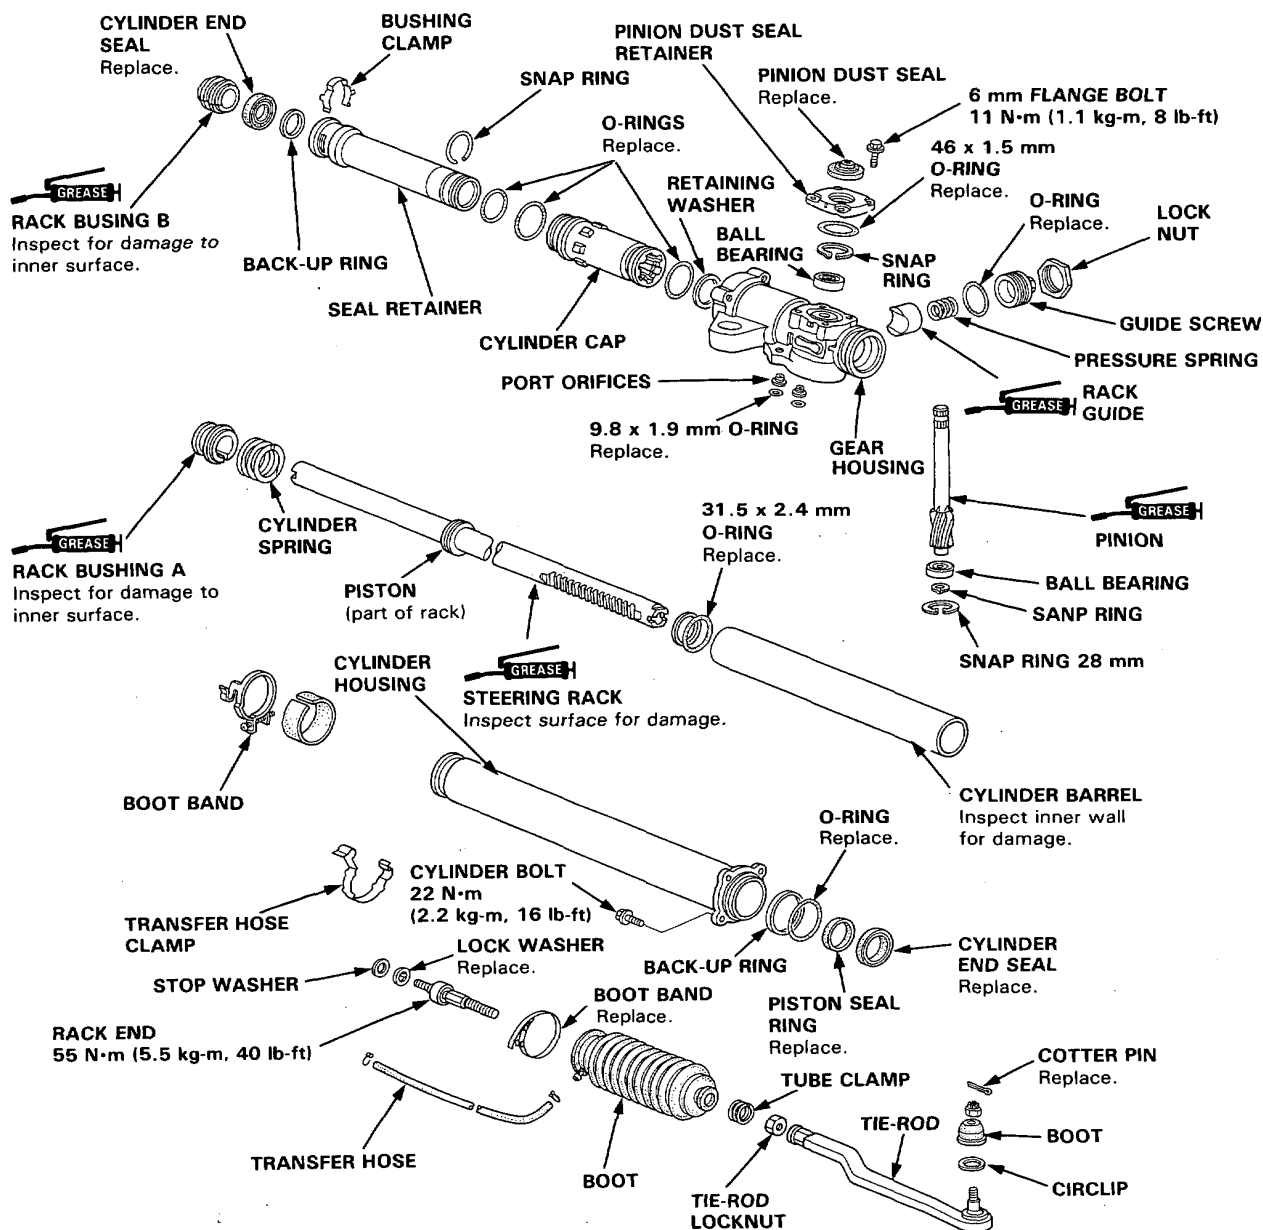 CYLINDER END
SEAL
Replace.
BUSHING
CLAMP
SNAP RING
PINION DUST SEAL
RETAINER
PINION DUST SEAL
Replace.
6 mm FLANGE BOLT
11 N·m (1.1 kg-m, 8 lb-ft)
O-RINGS
Replace.
46 x 1.5 mm
O-RING
Replace.
RETAINING
WASHER
O-RING
Replace.
LOCK
NUT
GREASE
RACK BUSING B
Inspect for damage to
inner surface.
BACK-UP RING
BALL
BEARING
SNAP
RING
SEAL RETAINER
CYLINDER CAP
GUIDE SCREW
PRESSURE SPRING
PORT ORIFICES
GREASE
RACK
GUIDE
9.8 x 1.9 mm O-RING
Replace.
GEAR
HOUSING
CYLINDER
SPRING
31.5 x 2.4 mm
O-RING
Replace.
GREASE
PINION
GREASE
RACK BUSHING A
Inspect for damage to
inner surface.
PISTON
(part of rack)
BALL BEARING
SANP RING
SNAP RING 28 mm
CYLINDER
HOUSING
GREASE
STEERING RACK
Inspect surface for damage.
BOOT BAND
CYLINDER BARREL
Inspect inner wall
for damage.
O-RING
Replace.
CYLINDER BOLT
22 N·m
(2.2 kg-m, 16 lb-ft)
TRANSFER HOSE
CLAMP
LOCK WASHER
Replace.
STOP WASHER
BACK-UP RING
CYLINDER
END SEAL
Replace.
BOOT BAND
Replace.
PISTON SEAL
RING
Replace.
RACK END
55 N·m (5.5 kg-m, 40 lb-ft)
COTTER PIN
Replace.
TUBE CLAMP
TIE-ROD
BOOT
TRANSFER HOSE
BOOT
CIRCLIP
TIE-ROD
LOCKNUT